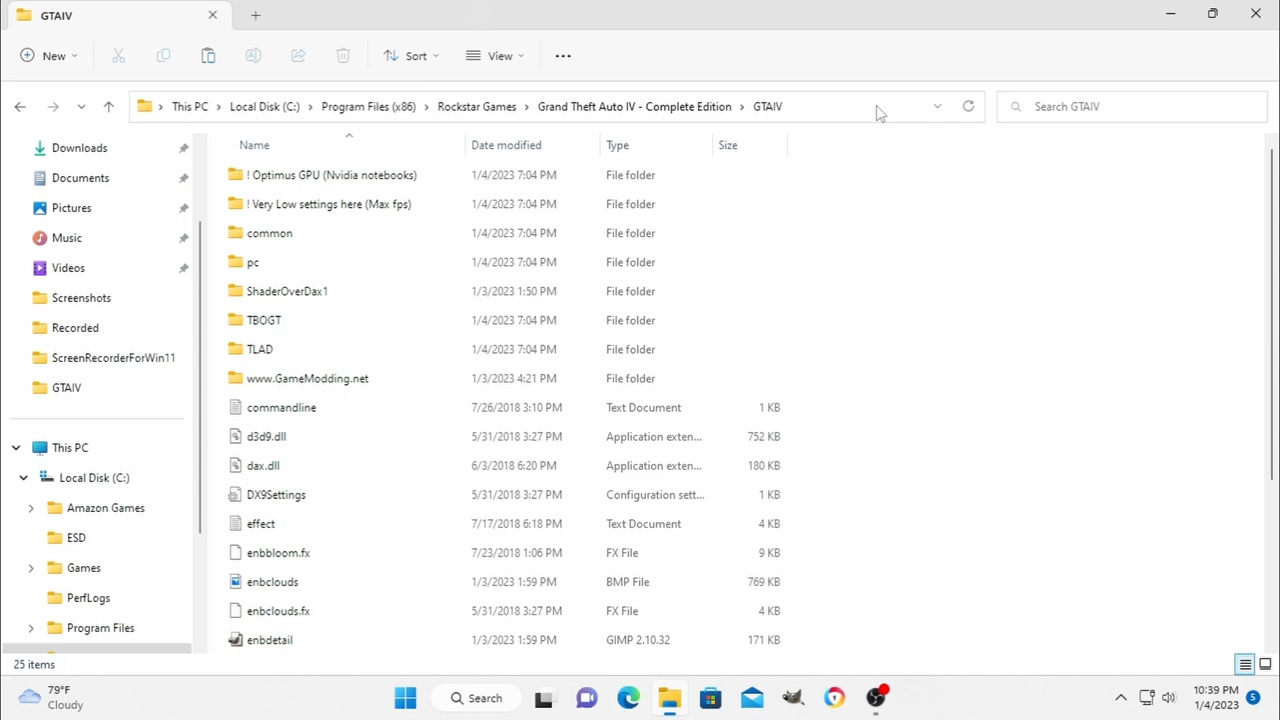 GTAIV
New
Sort
View
This PC
Local Disk (C:)
Program Files (x86)
Rockstar Games
Grand Theft Auto IV - Complete Edition
GTAIV
Search GTAIV
Downloads
Documents
Pictures
Music
Videos
Screenshots
Recorded
ScreenRecorderForWin11
GTAIV
This PC
Local Disk (C:)
Amazon Games
ESD
Games
PerfLogs
Program Files
Name Date modified Type Size
! Optimus GPU (Nvidia notebooks) 1/4/2023 7:04 PM File folder
! Very Low settings here (Max fps) 1/4/2023 7:04 PM File folder
common 1/4/2023 7:04 PM File folder
pc 1/4/2023 7:04 PM File folder
ShaderOverDax1 1/3/2023 1:50 PM File folder
TBOGT 1/4/2023 7:04 PM File folder
TLAD 1/4/2023 7:04 PM File folder
www.GameModding.net 1/3/2023 4:21 PM File folder
commandline 7/26/2018 3:10 PM Text Document 1 KB
d3d9.dll 5/31/2018 3:27 PM Application exten... 752 KB
dax.dll 6/3/2018 6:20 PM Application exten... 180 KB
DX9Settings 5/31/2018 3:27 PM Configuration sett... 1 KB
effect 7/17/2018 6:18 PM Text Document 4 KB
enbbloom.fx 7/23/2018 1:06 PM FX File 9 KB
enbclouds 1/3/2023 1:59 PM BMP File 769 KB
enbclouds.fx 5/31/2018 3:27 PM FX File 4 KB
enbdetail 1/3/2023 1:59 PM GIMP 2.10.32 171 KB
25 items
79°F
Cloudy
Search
10:39 PM
1/4/2023
5